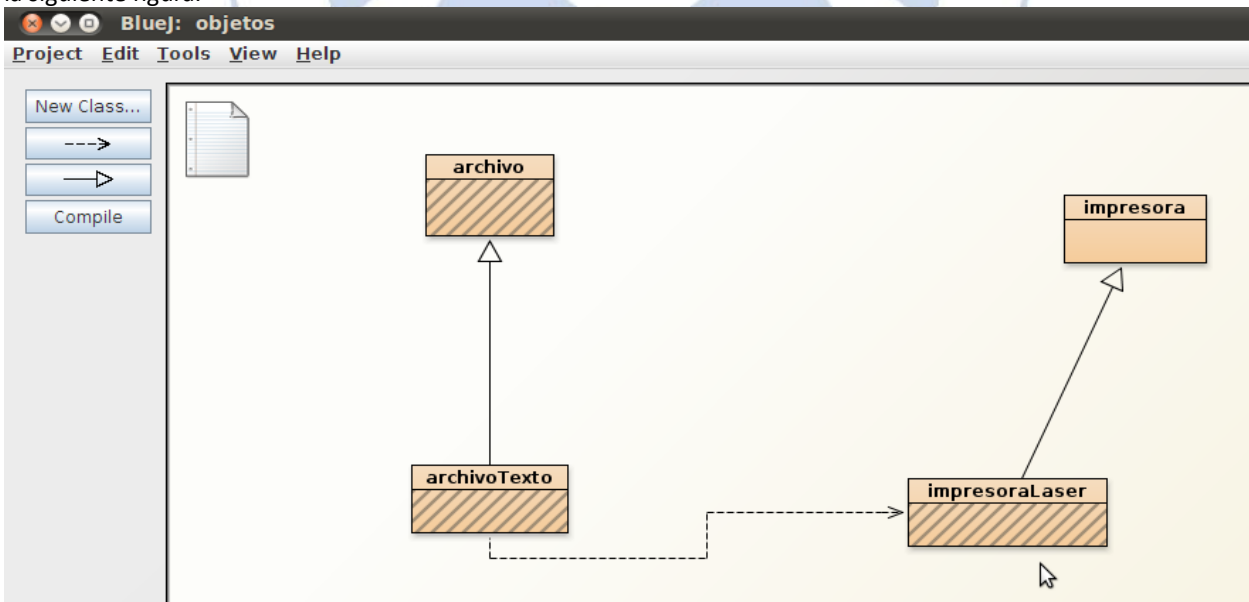 la siguiente figura:
BlueJ: objetos
Project Edit Tools View Help
New Class...
Compile
archivo
impresora
archivoTexto
impresoraLaser